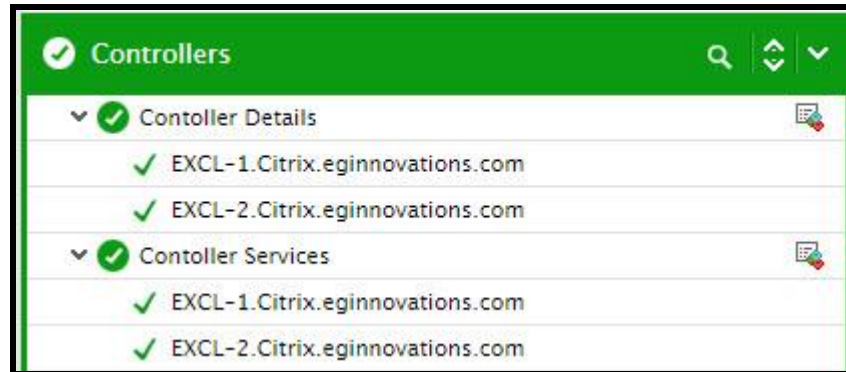 Controllers
Contoller Details
EXCL-1.Citrix.eginnovations.com
EXCL-2.Citrix.eginnovations.com
Contoller Services
EXCL-1.Citrix.eginnovations.com
EXCL-2.Citrix.eginnovations.com